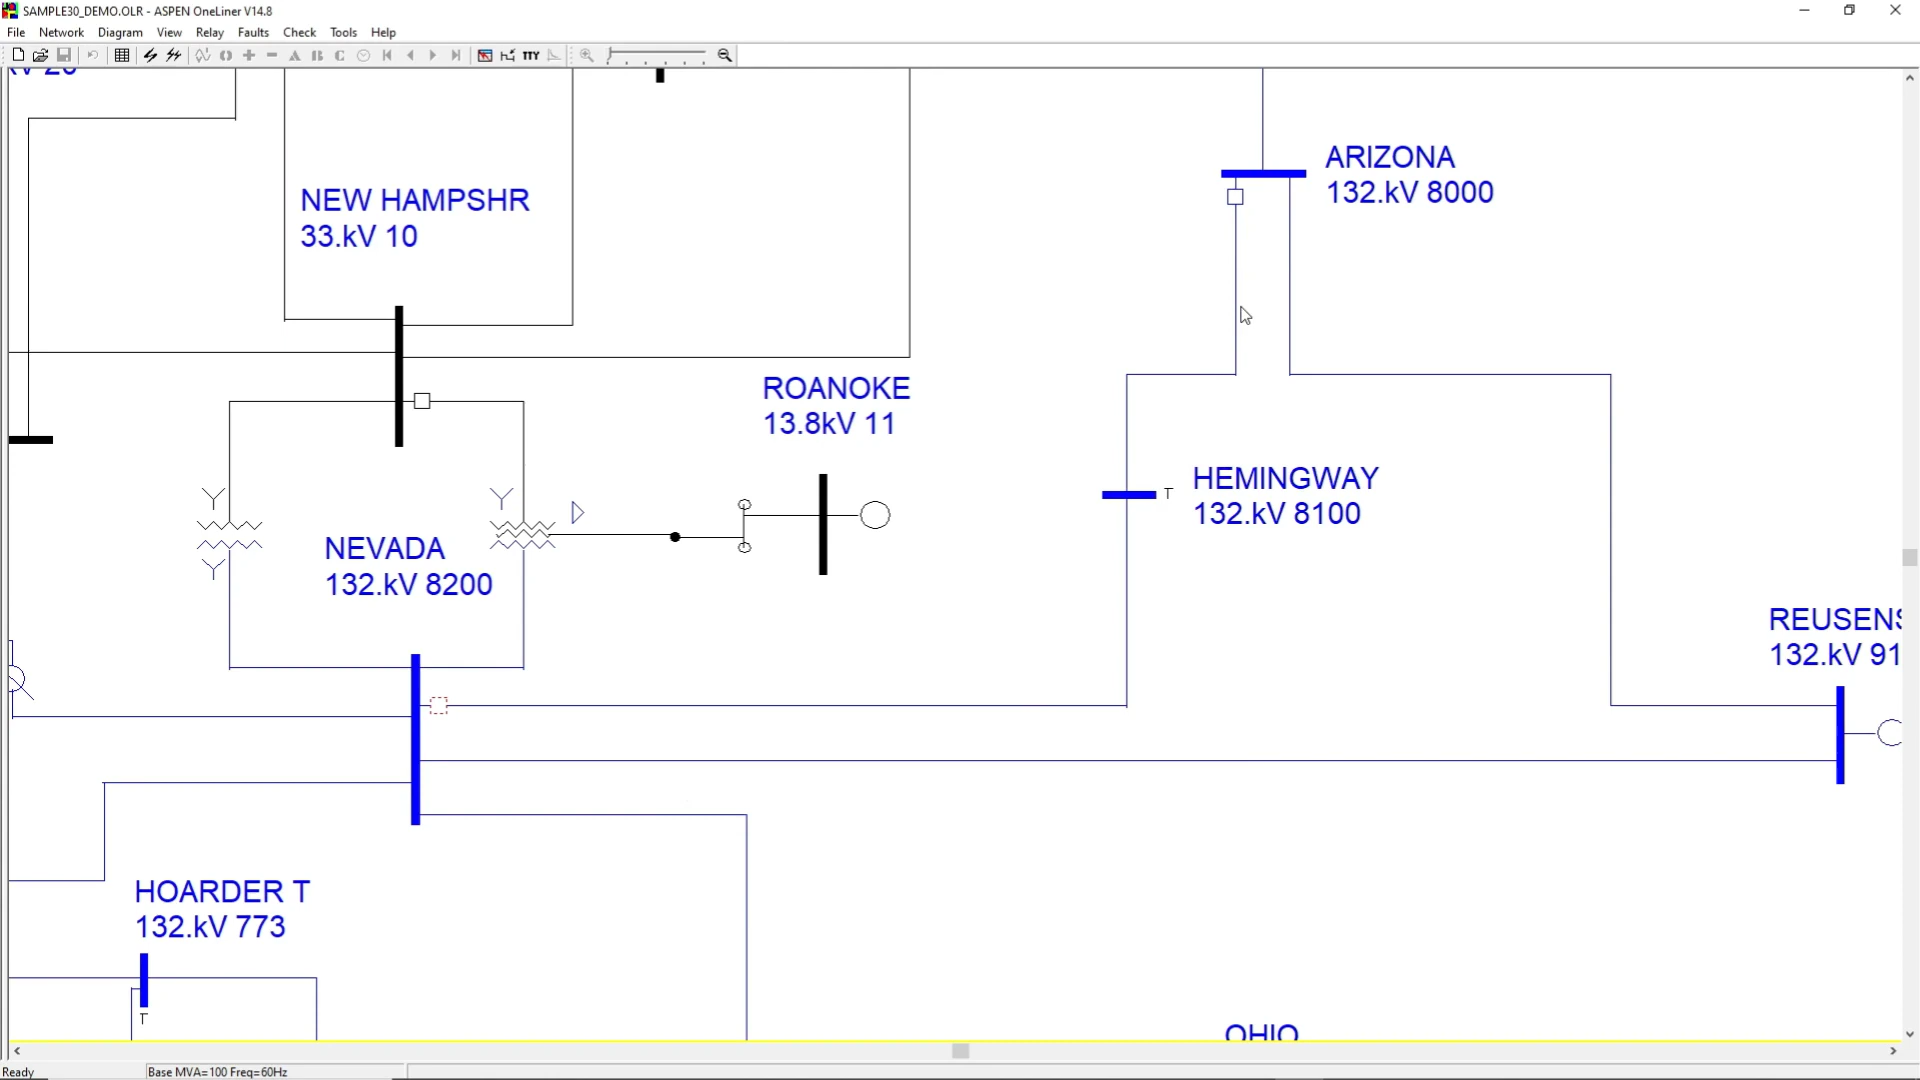 SAMPLE30_DEMO.OLR - ASPEN OneLiner V14.8
File Network Diagram View Relay Faults Check Tools Help
TTY
ARIZONA
132.kV 8000
NEW HAMPSHR
33.kV 10
ROANOKE
13.8kV 11
HEMINGWAY
132.kV 8100
T
NEVADA
132.kV 8200
REUSENS
132.kV 91
HOARDER T
132.kV 773
T
OHIO
Ready
Base MVA=100 Freq=60Hz